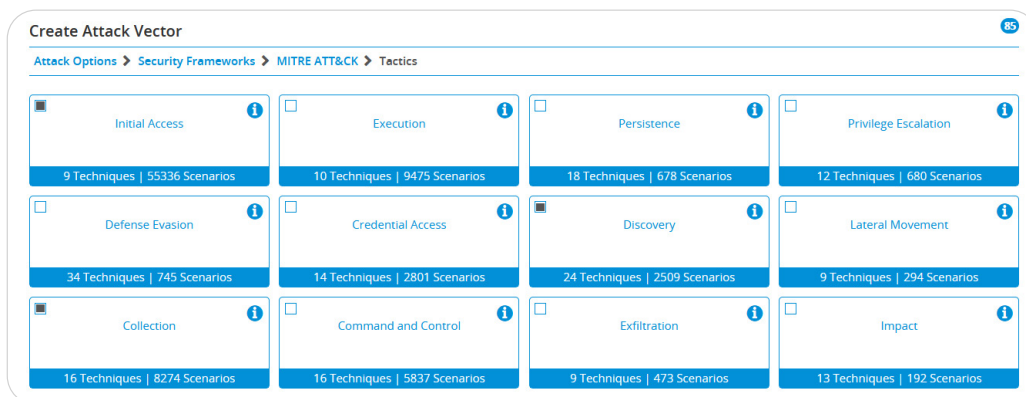 Create Attack Vector
85
Attack Options > Security Frameworks > MITRE ATT&CK > Tactics
Initial Access
Execution
Persistence
Privilege Escalation
9 Techniques | 55336 Scenarios
10 Techniques | 9475 Scenarios
18 Techniques | 678 Scenarios
12 Techniques | 680 Scenarios
Defense Evasion
Credential Access
Discovery
Lateral Movement
34 Techniques | 745 Scenarios
14 Techniques | 2801 Scenarios
24 Techniques | 2509 Scenarios
9 Techniques | 294 Scenarios
Collection
Command and Control
Exfiltration
Impact
16 Techniques | 8274 Scenarios
16 Techniques | 5837 Scenarios
9 Techniques | 473 Scenarios
13 Techniques | 192 Scenarios